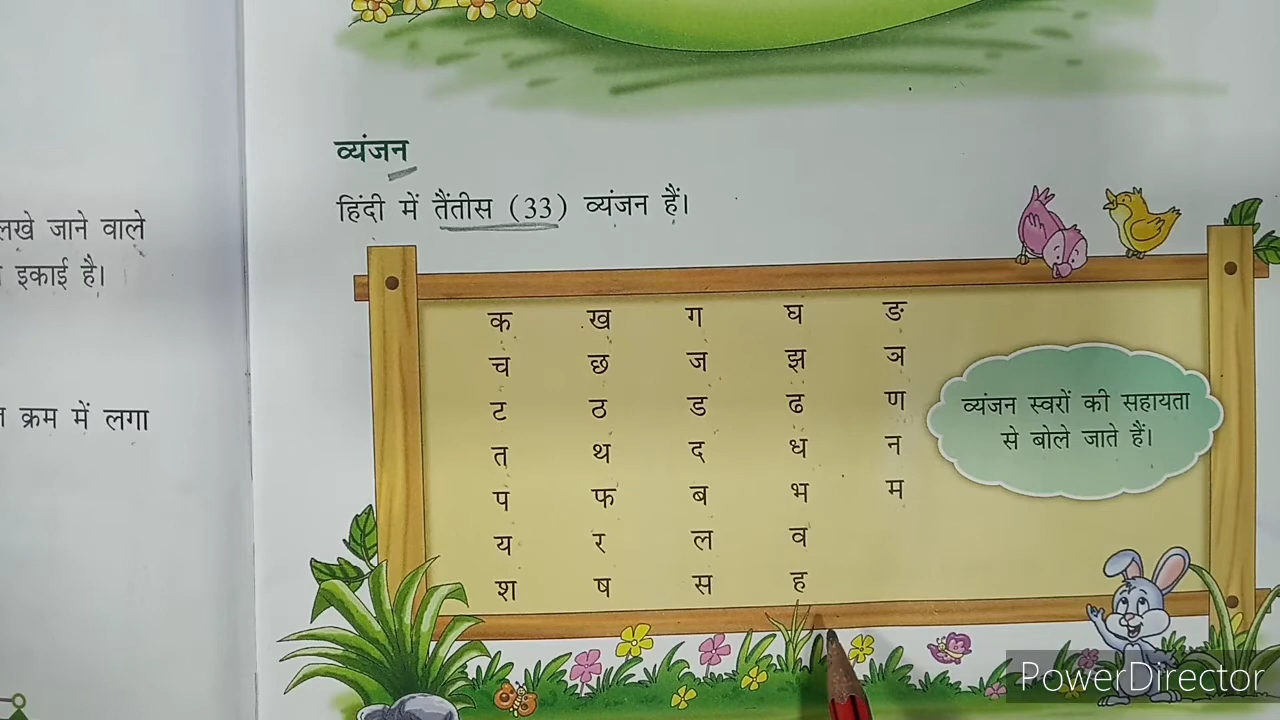 लखे जाने वाले
इकाई है।
क्रम में लगा
व्यंजन
हिंदी में तैंतीस (33) व्यंजन हैं।
क ख ग घ ङ
च छ ज झ ञ
ट ठ ड ढ ण
त थ द ध न
प फ ब भ म
य र ल व
श ष स ह
व्यंजन स्वरों की सहायता
से बोले जाते हैं।
PowerDirector